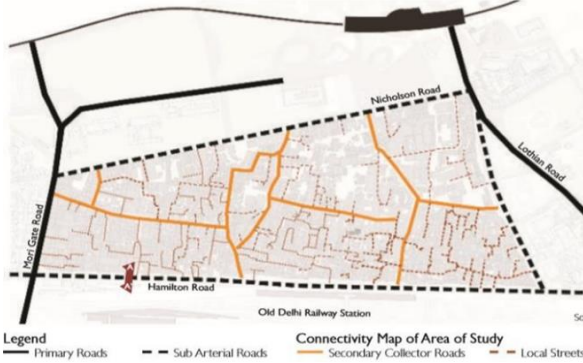 Nicholson Road
Lothian Road
Mori Gate Road
Hamilton Road
Old Delhi Railway Station
Legend
Connectivity Map of Area of Study
Primary Roads
Sub Arterial Roads
Secondary Collector Roads
Local Streets